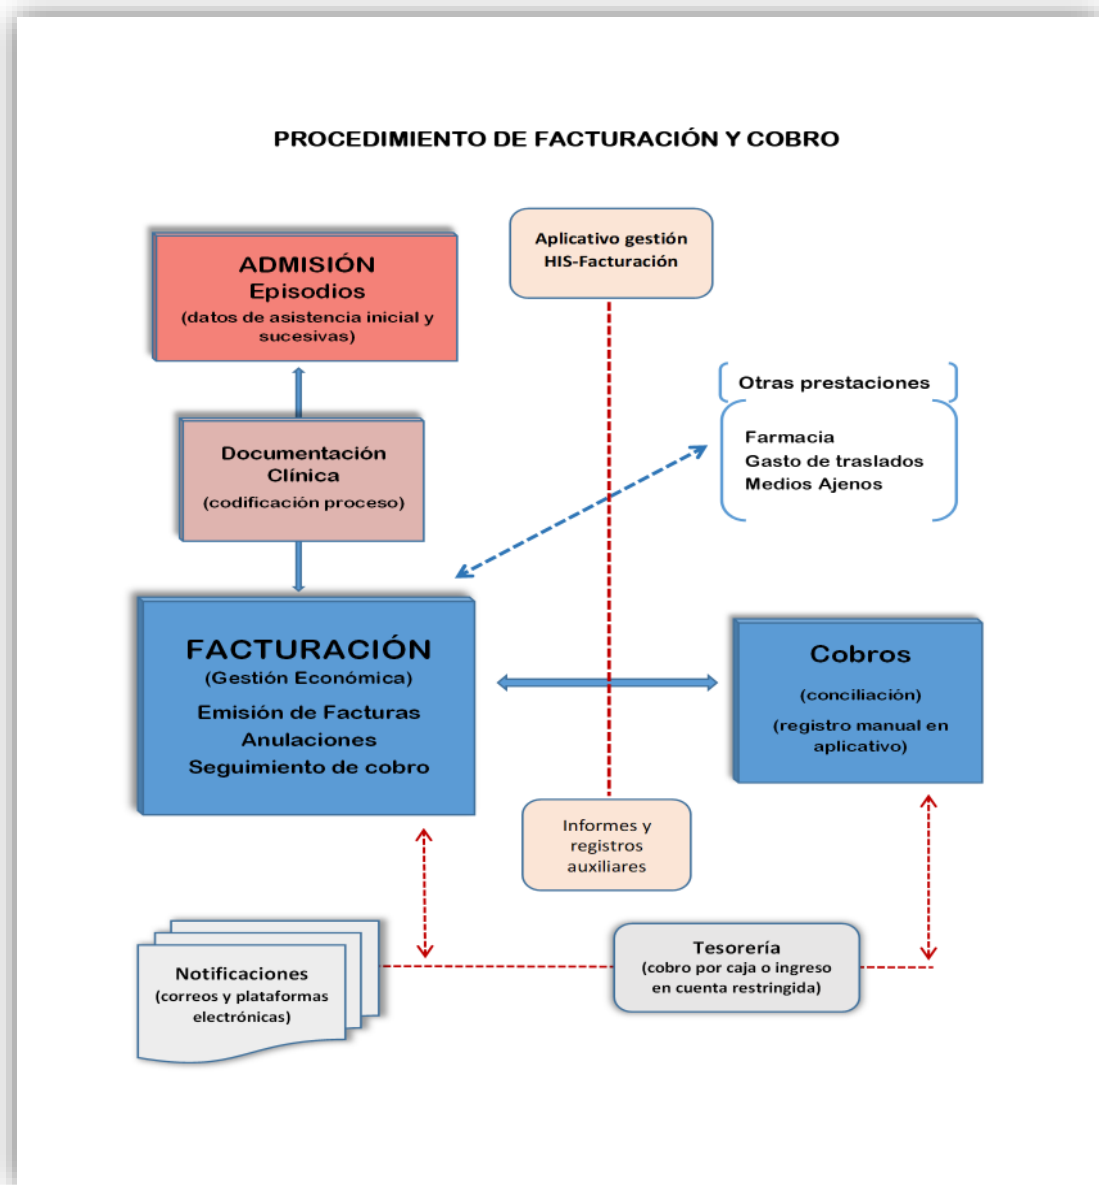 PROCEDIMIENTO DE FACTURACIÓN Y COBRO
ADMISIÓN
Episodios
(datos de asistencia inicial y
sucesivas)
Aplicativo gestión
HIS-Facturación
Otras prestaciones
Farmacia
Gasto de traslados
Medios Ajenos
Documentación
Clínica
(codificación proceso)
FACTURACIÓN
(Gestión Económica)
Emisión de Facturas
Anulaciones
Seguimiento de cobro
Cobros
(conciliación)
(registro manual en
aplicativo)
Informes y
registros
auxiliares
Notificaciones
(correos y plataformas
electrónicas)
Tesorería
(cobro por caja o ingreso
en cuenta restringida)